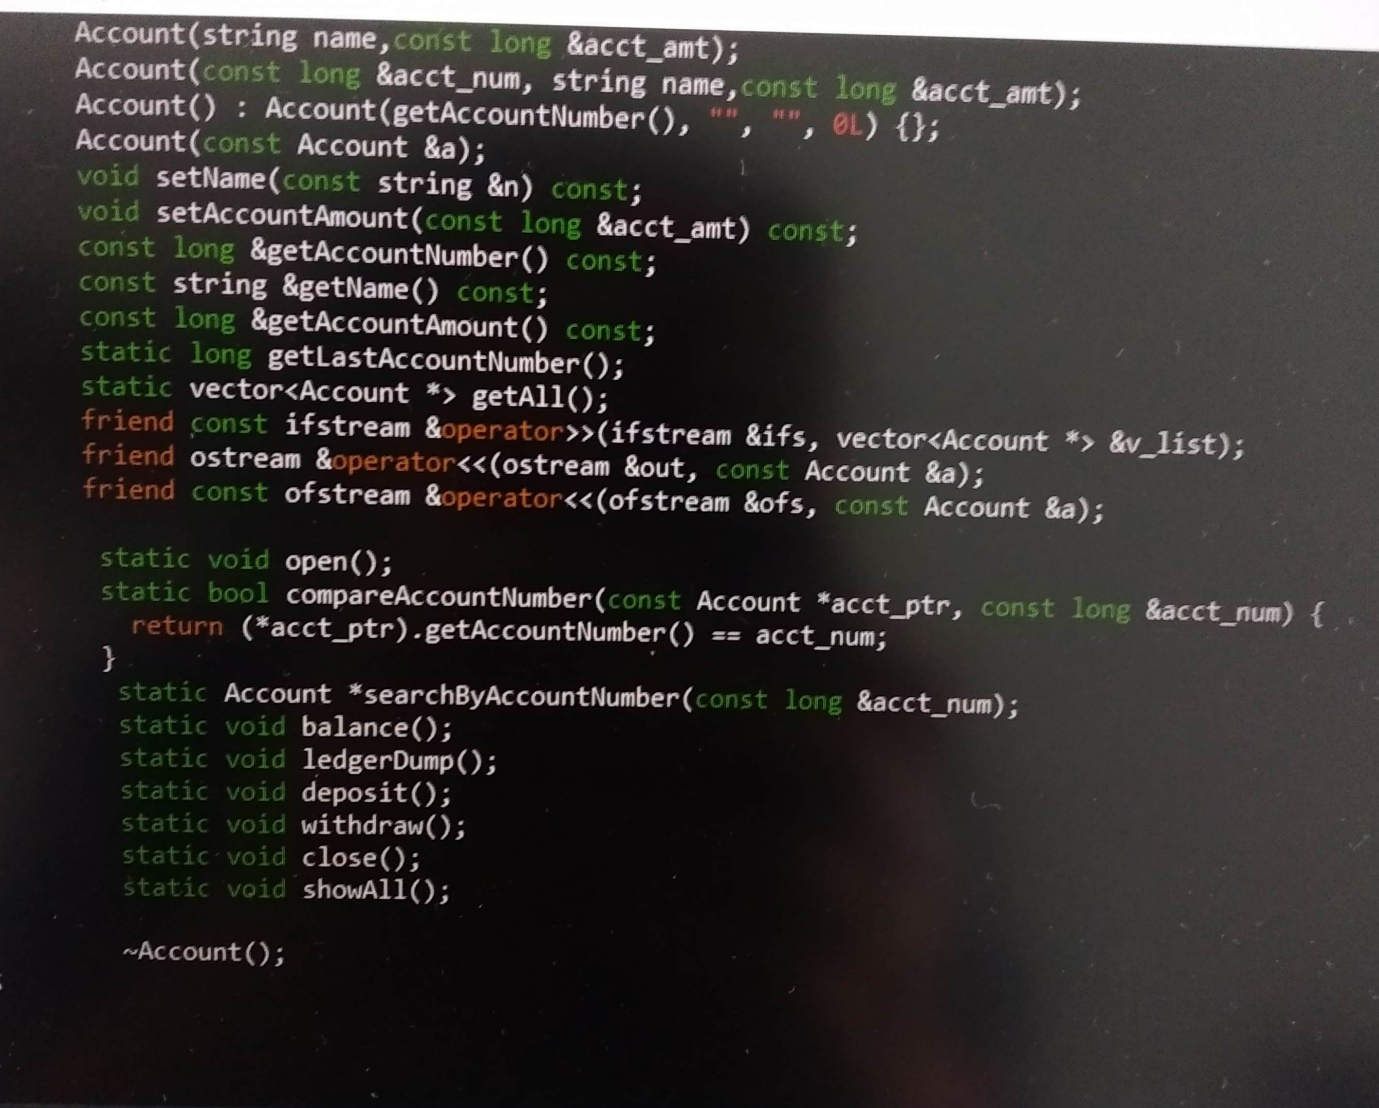 Account(string name,const long &acct_amt);
Account(const long &acct_num, string name,const long &acct_amt);
Account() : Account(getAccountNumber(), "", "", 0L) {};
Account(const Account &a);
void setName(const string &n) const;
void setAccountAmount(const long &acct_amt) const;
const long &getAccountNumber() const;
const string &getName() const;
const long &getAccountAmount() const;
static long getLastAccountNumber();
static vector<Account *> getAll();
friend const ifstream &operator>>(ifstream &ifs, vector<Account *> &v_list);
friend ostream &operator<<(ostream &out, const Account &a);
friend const ofstream &operator<<(ofstream &ofs, const Account &a);
static void open();
static bool compareAccountNumber(const Account *acct_ptr, const long &acct_num) {
return (*acct_ptr).getAccountNumber() == acct_num;
}
static Account *searchByAccountNumber(const long &acct_num);
static void balance();
static void ledgerDump();
static void deposit();
static void withdraw();
static void close();
static void showAll();
~Account();